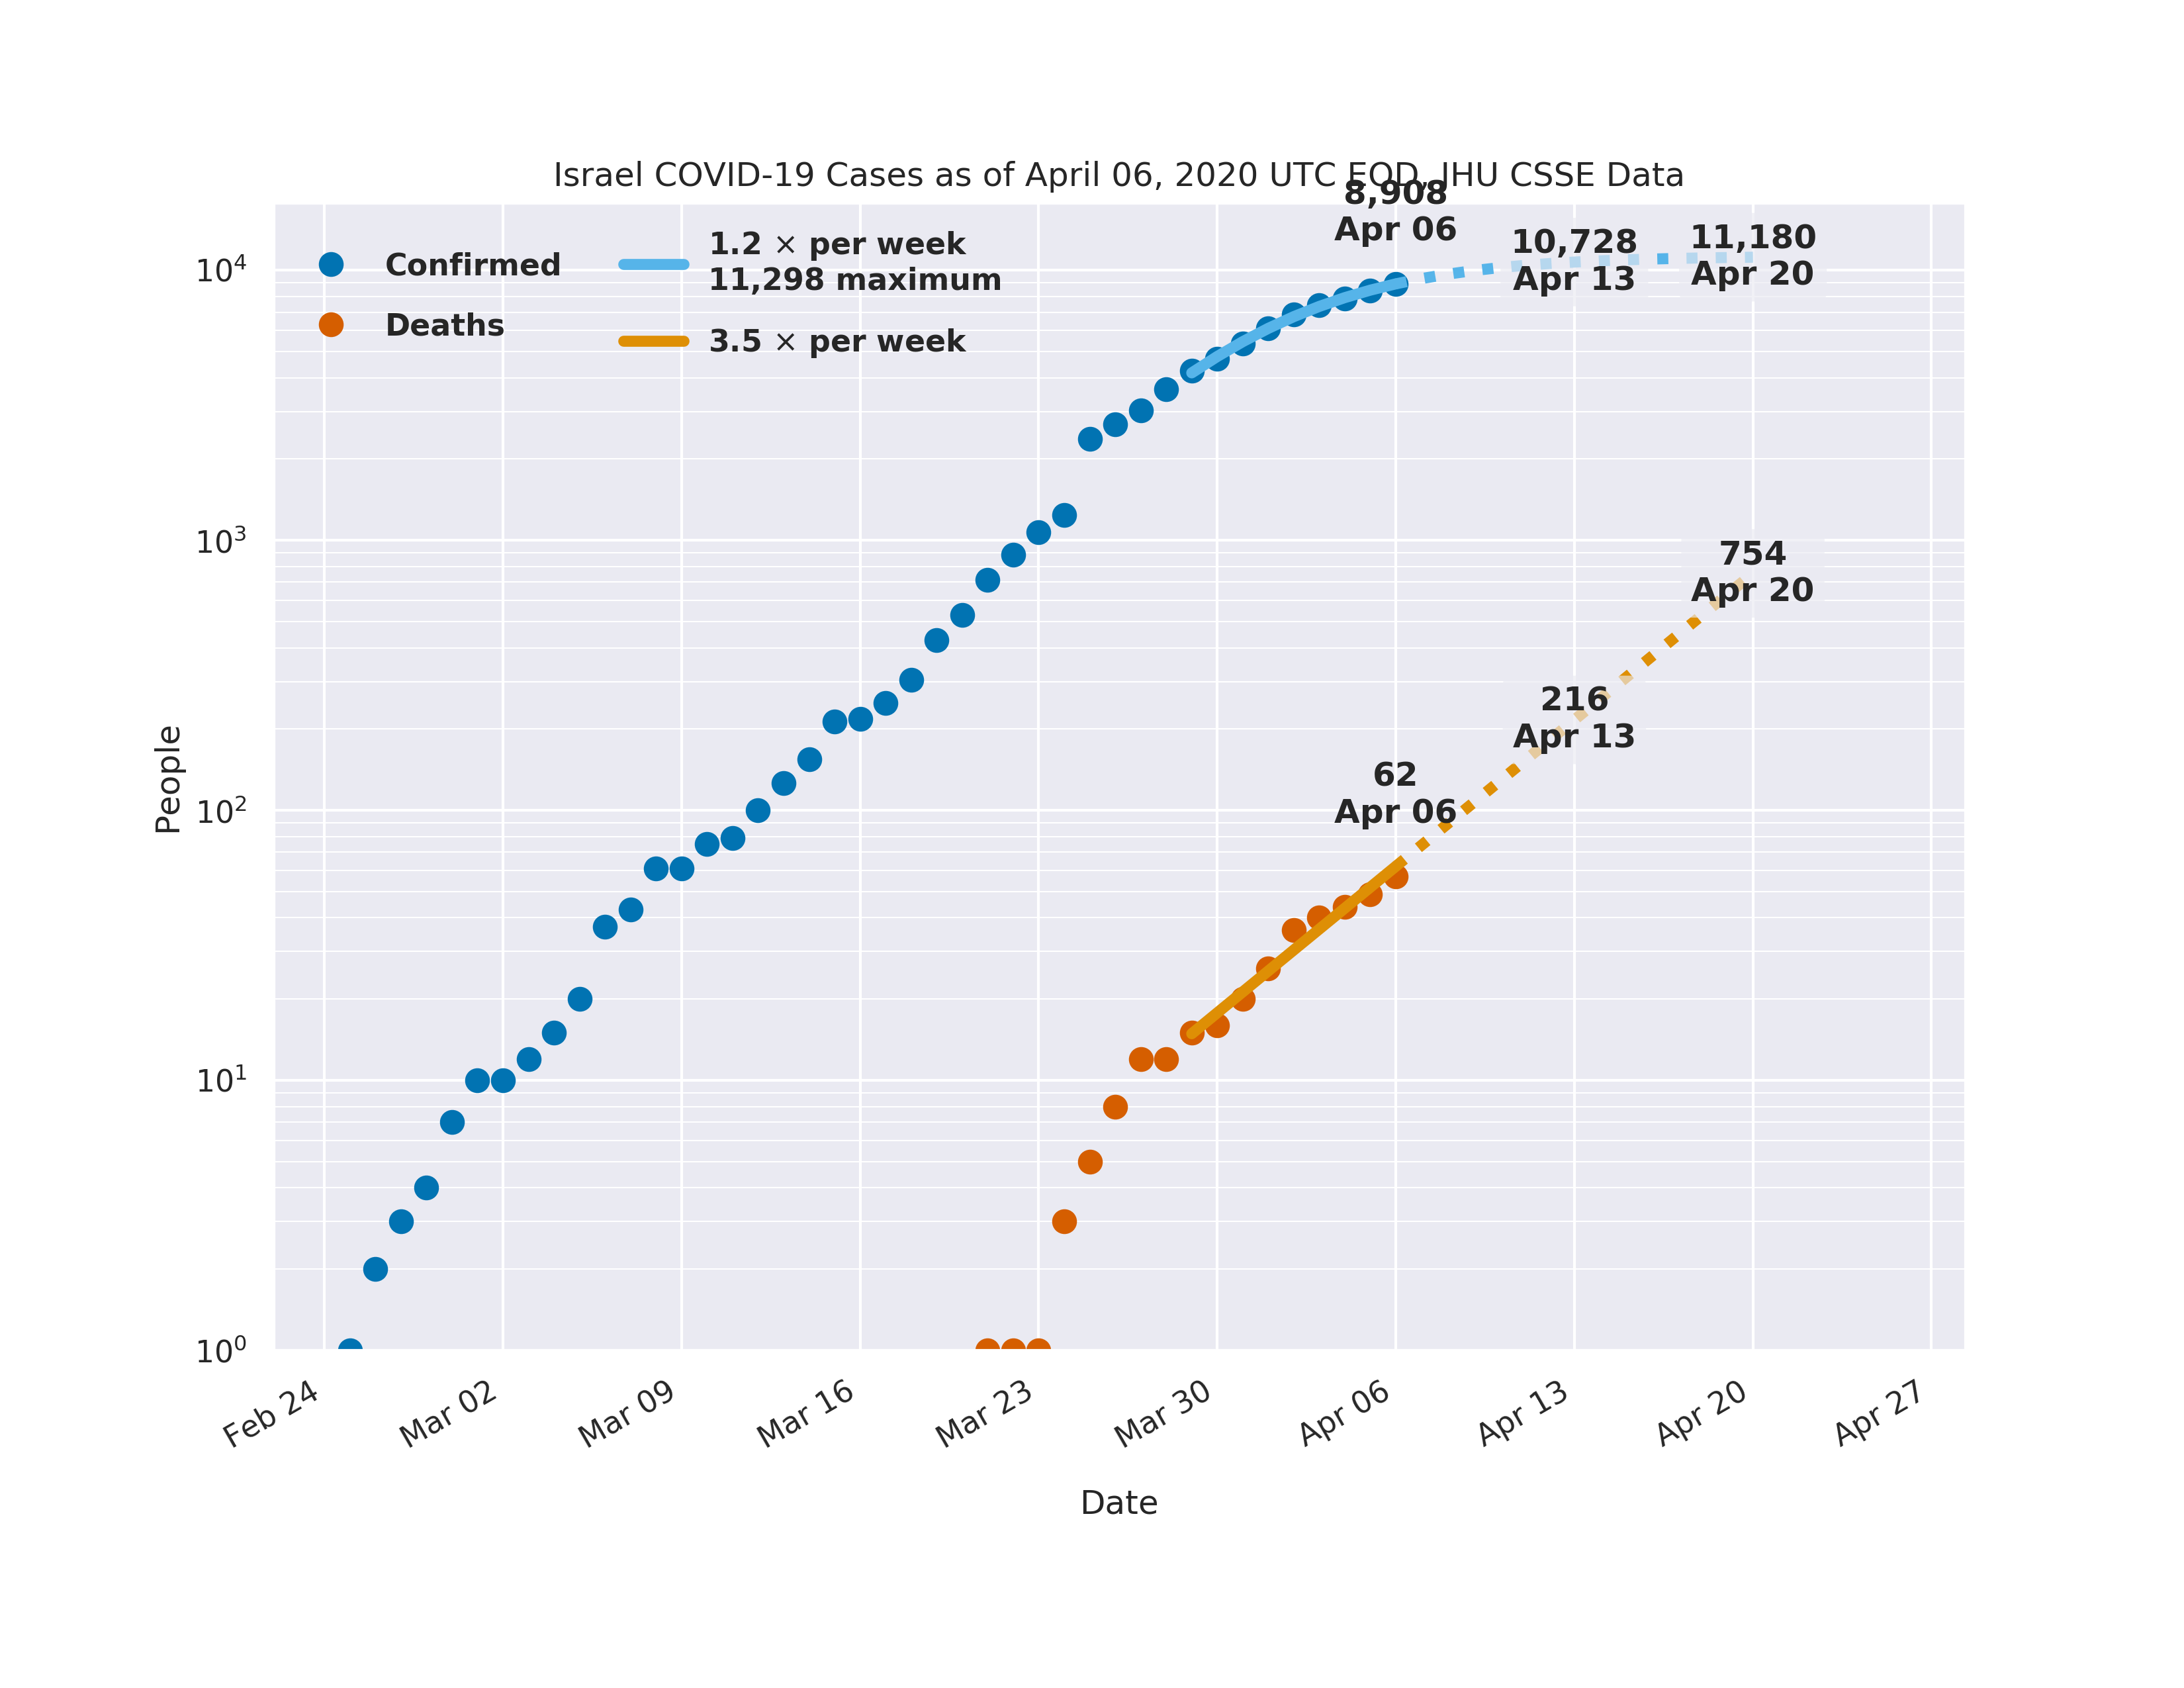 Israel COVID-19 Cases as of April 06, 2020 UTC EOD, JHU CSSE Data
8,908
Apr 06
10,728
Apr 13
11,180
Apr 20
Confirmed
Deaths
1.2 × per week
11,298 maximum
3.5 × per week
754
Apr 20
216
Apr 13
62
Apr 06
People
10⁴
10³
10²
10¹
10⁰
Feb 24
Mar 02
Mar 09
Mar 16
Mar 23
Mar 30
Apr 06
Apr 13
Apr 20
Apr 27
Date